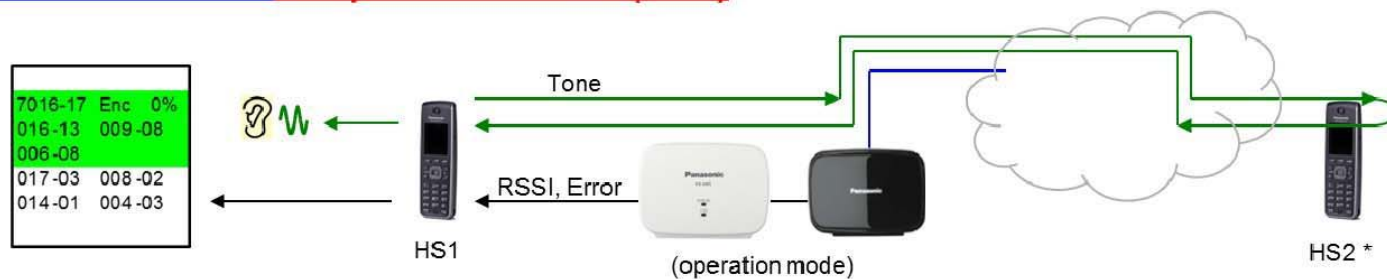 Tone
7016-17 Enc 0%
016-13 009-08
006-08
017-03 008-02
014-01 004-03
RSSI, Error
Panasonic
Panasonic
HS1
(operation mode)
HS2 *